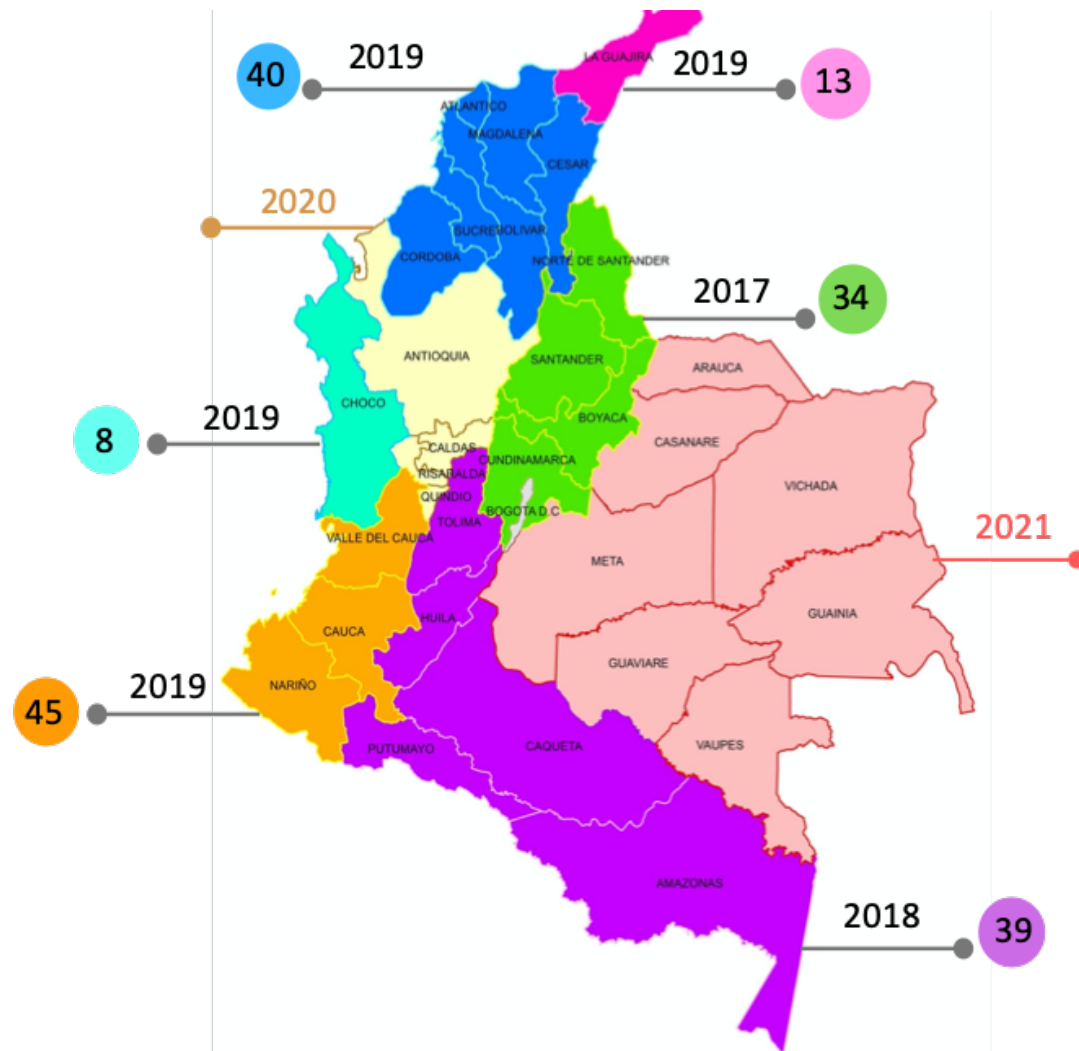 2019
40
LA GUAJIRA
2019
13
ATLANTICO
MAGDALENA
CESAR
2020
SUCRE
BOLIVAR
CORDOBA
NORTE DE SANTANDER
2017
34
ANTIOQUIA
SANTANDER
ARAUCA
CHOCO
BOYACA
2019
8
CASANARE
CALDAS
CUNDINAMARCA
RISARALDA
VICHADA
QUINDIO
BOGOTA D.C
TOLIMA
VALLE DEL CAUCA
2021
META
GUAINIA
HUILA
CAUCA
GUAVIARE
NARIÑO
2019
45
PUTUMAYO
CAQUETA
VAUPES
AMAZONAS
2018
39